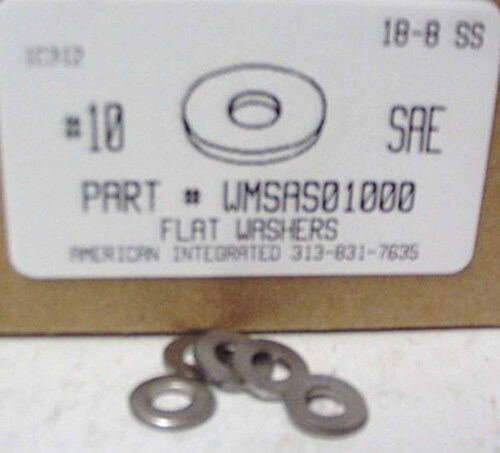 18-8 SS
#10
SAE
PART # WMSAS01000
FLAT WASHERS
AMERICAN INTEGRATED 313-831-7635